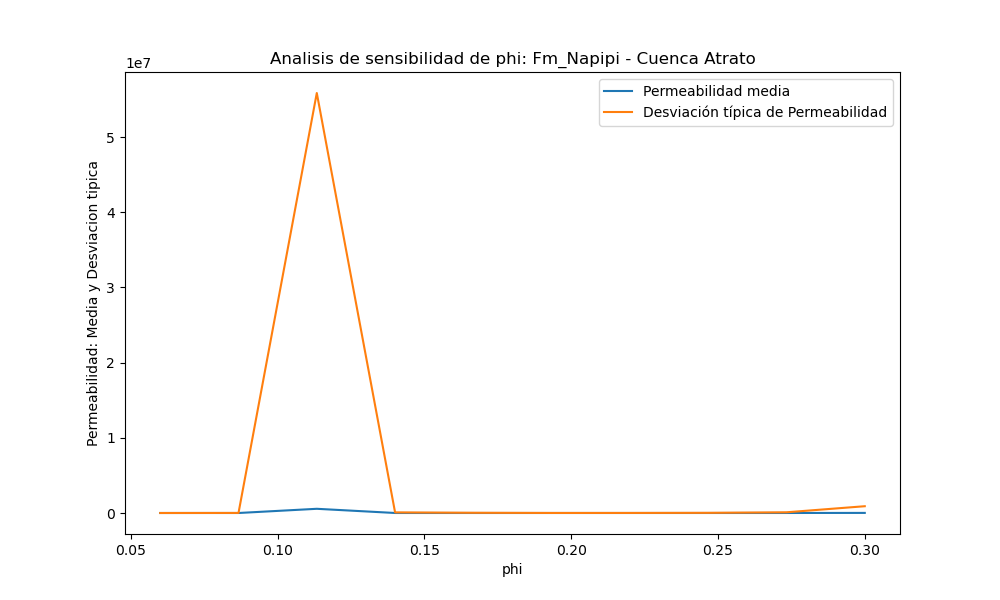 Analisis de sensibilidad de phi: Fm_Napipi - Cuenca Atrato
1e7
Permeabilidad media
Desviación típica de Permeabilidad
Permeabilidad: Media y Desviacion tipica
5
4
3
2
1
0
0.05 0.10 0.15 0.20 0.25 0.30
phi